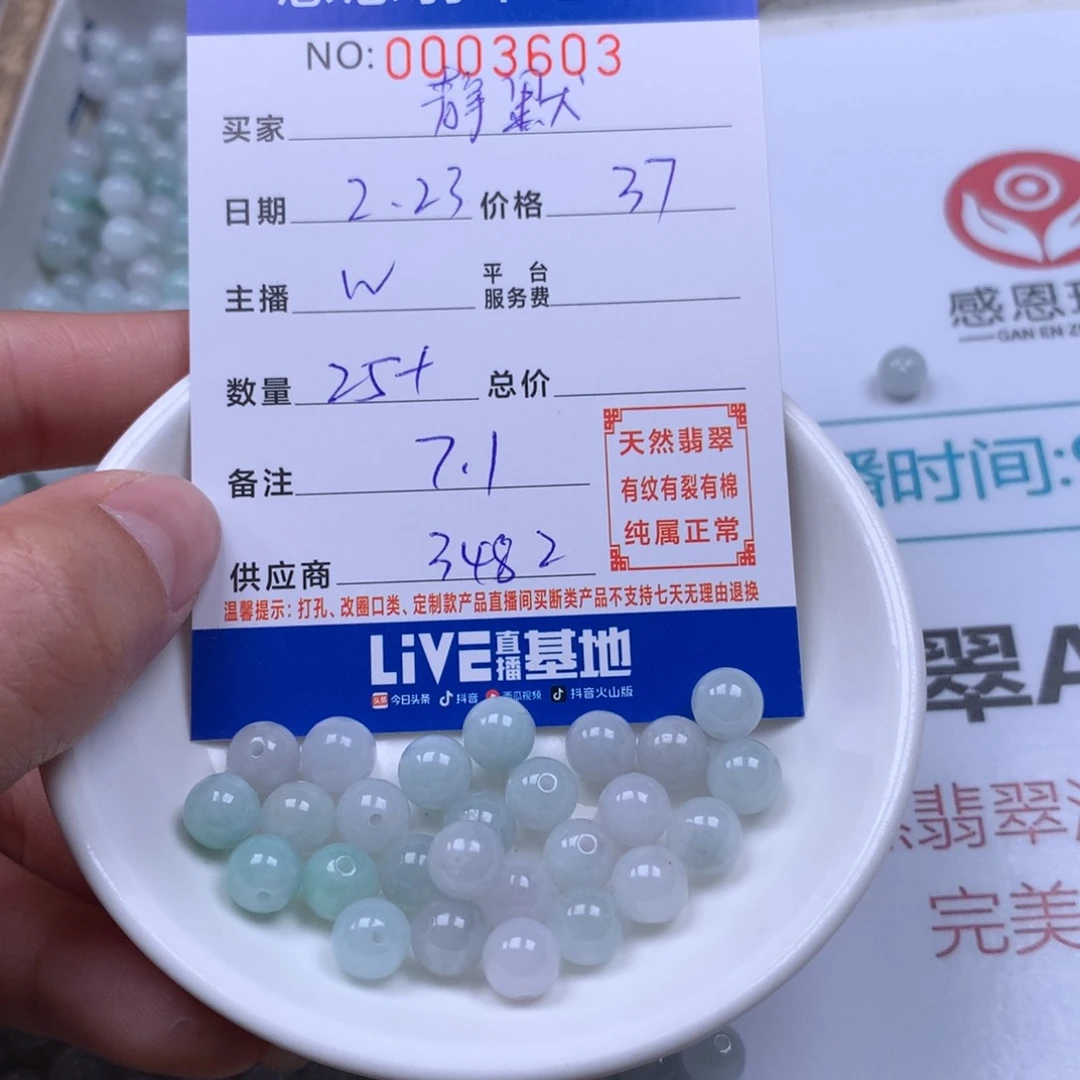 NO: 0003603
买家 静默
日期 2.23 价格 37
主播 W 平台服务费
数量 25+ 总价
备注 7.1
供应商 3482
天然翡翠
有纹有裂有棉
纯属正常
温馨提示：打孔、改圈口类、定制款产品直播间买断类产品不支持七天无理由退换
LiVE直播基地
头条 今日头条 抖音 西瓜视频 抖音火山版
感恩
GAN EN
播时间:
翠A
翡翠
完美